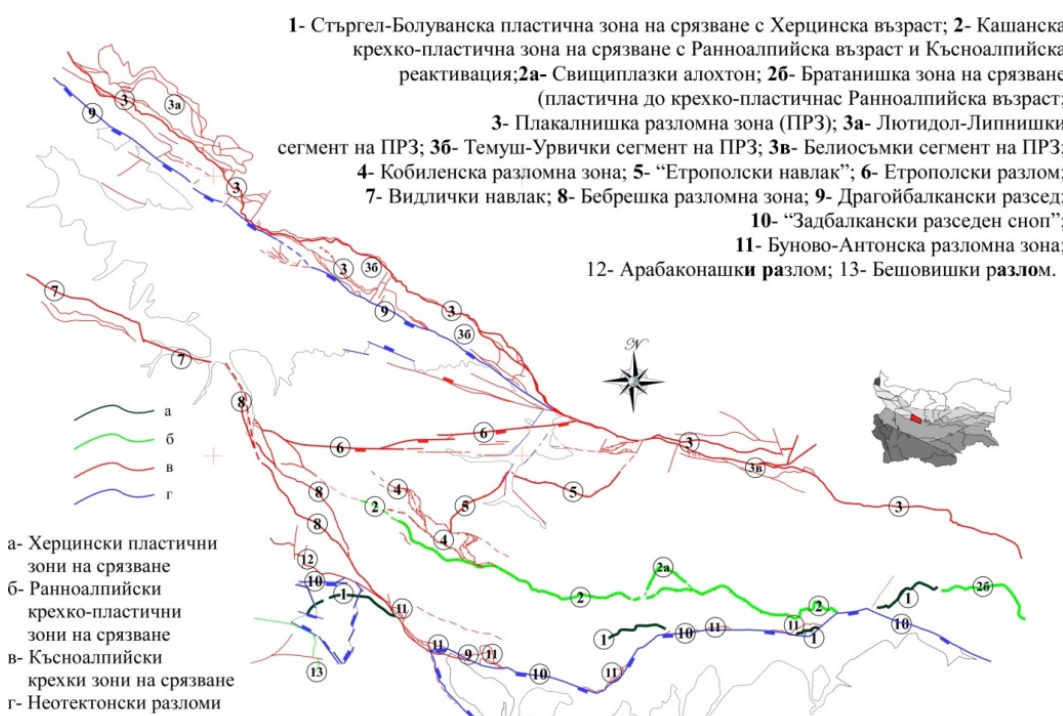 1- Стъргел-Болуванска пластична зона на срязване с Херцинска възраст; 2- Кашанска
крехко-пластична зона на срязване с Ранноалпийска възраст и Късноалпийска
реактивация;2а- Свищиплазки алохтон; 2б- Братанишка зона на срязване
(пластична до крехко-пластичнас Ранноалпийска възраст;
3- Плакалнишка разломна зона (ПРЗ); 3а- Лютидол-Липнишки
сегмент на ПРЗ; 3б- Темуш-Урвички сегмент на ПРЗ; 3в- Белиосъмки сегмент на ПРЗ;
4- Кобиленска разломна зона; 5- “Етрополски навлак”; 6- Етрополски разлом;
7- Видлички навлак; 8- Бебрешка разломна зона; 9- Драгойбалкански разсед;
10- “Задбалкански разседен сноп”;
11- Буново-Антонска разломна зона;
12- Арабаконашки разлом; 13- Бешовишки разлом.
3
3а
9
3
3
3б
7
9
3
3б
7
N
8
а
б
в
г
6
6
3
3в
4
5
5
8
2
3
8
4
12
10
2а
1
2
2
1
2б
11
11
10
11
11
1
1
10
9
11
10
11
13
а- Херцински пластични
зони на срязване
б- Ранноалпийски
крехко-пластични
зони на срязване
в- Късноалпийски
крехки зони на срязване
г- Неотектонски разломи